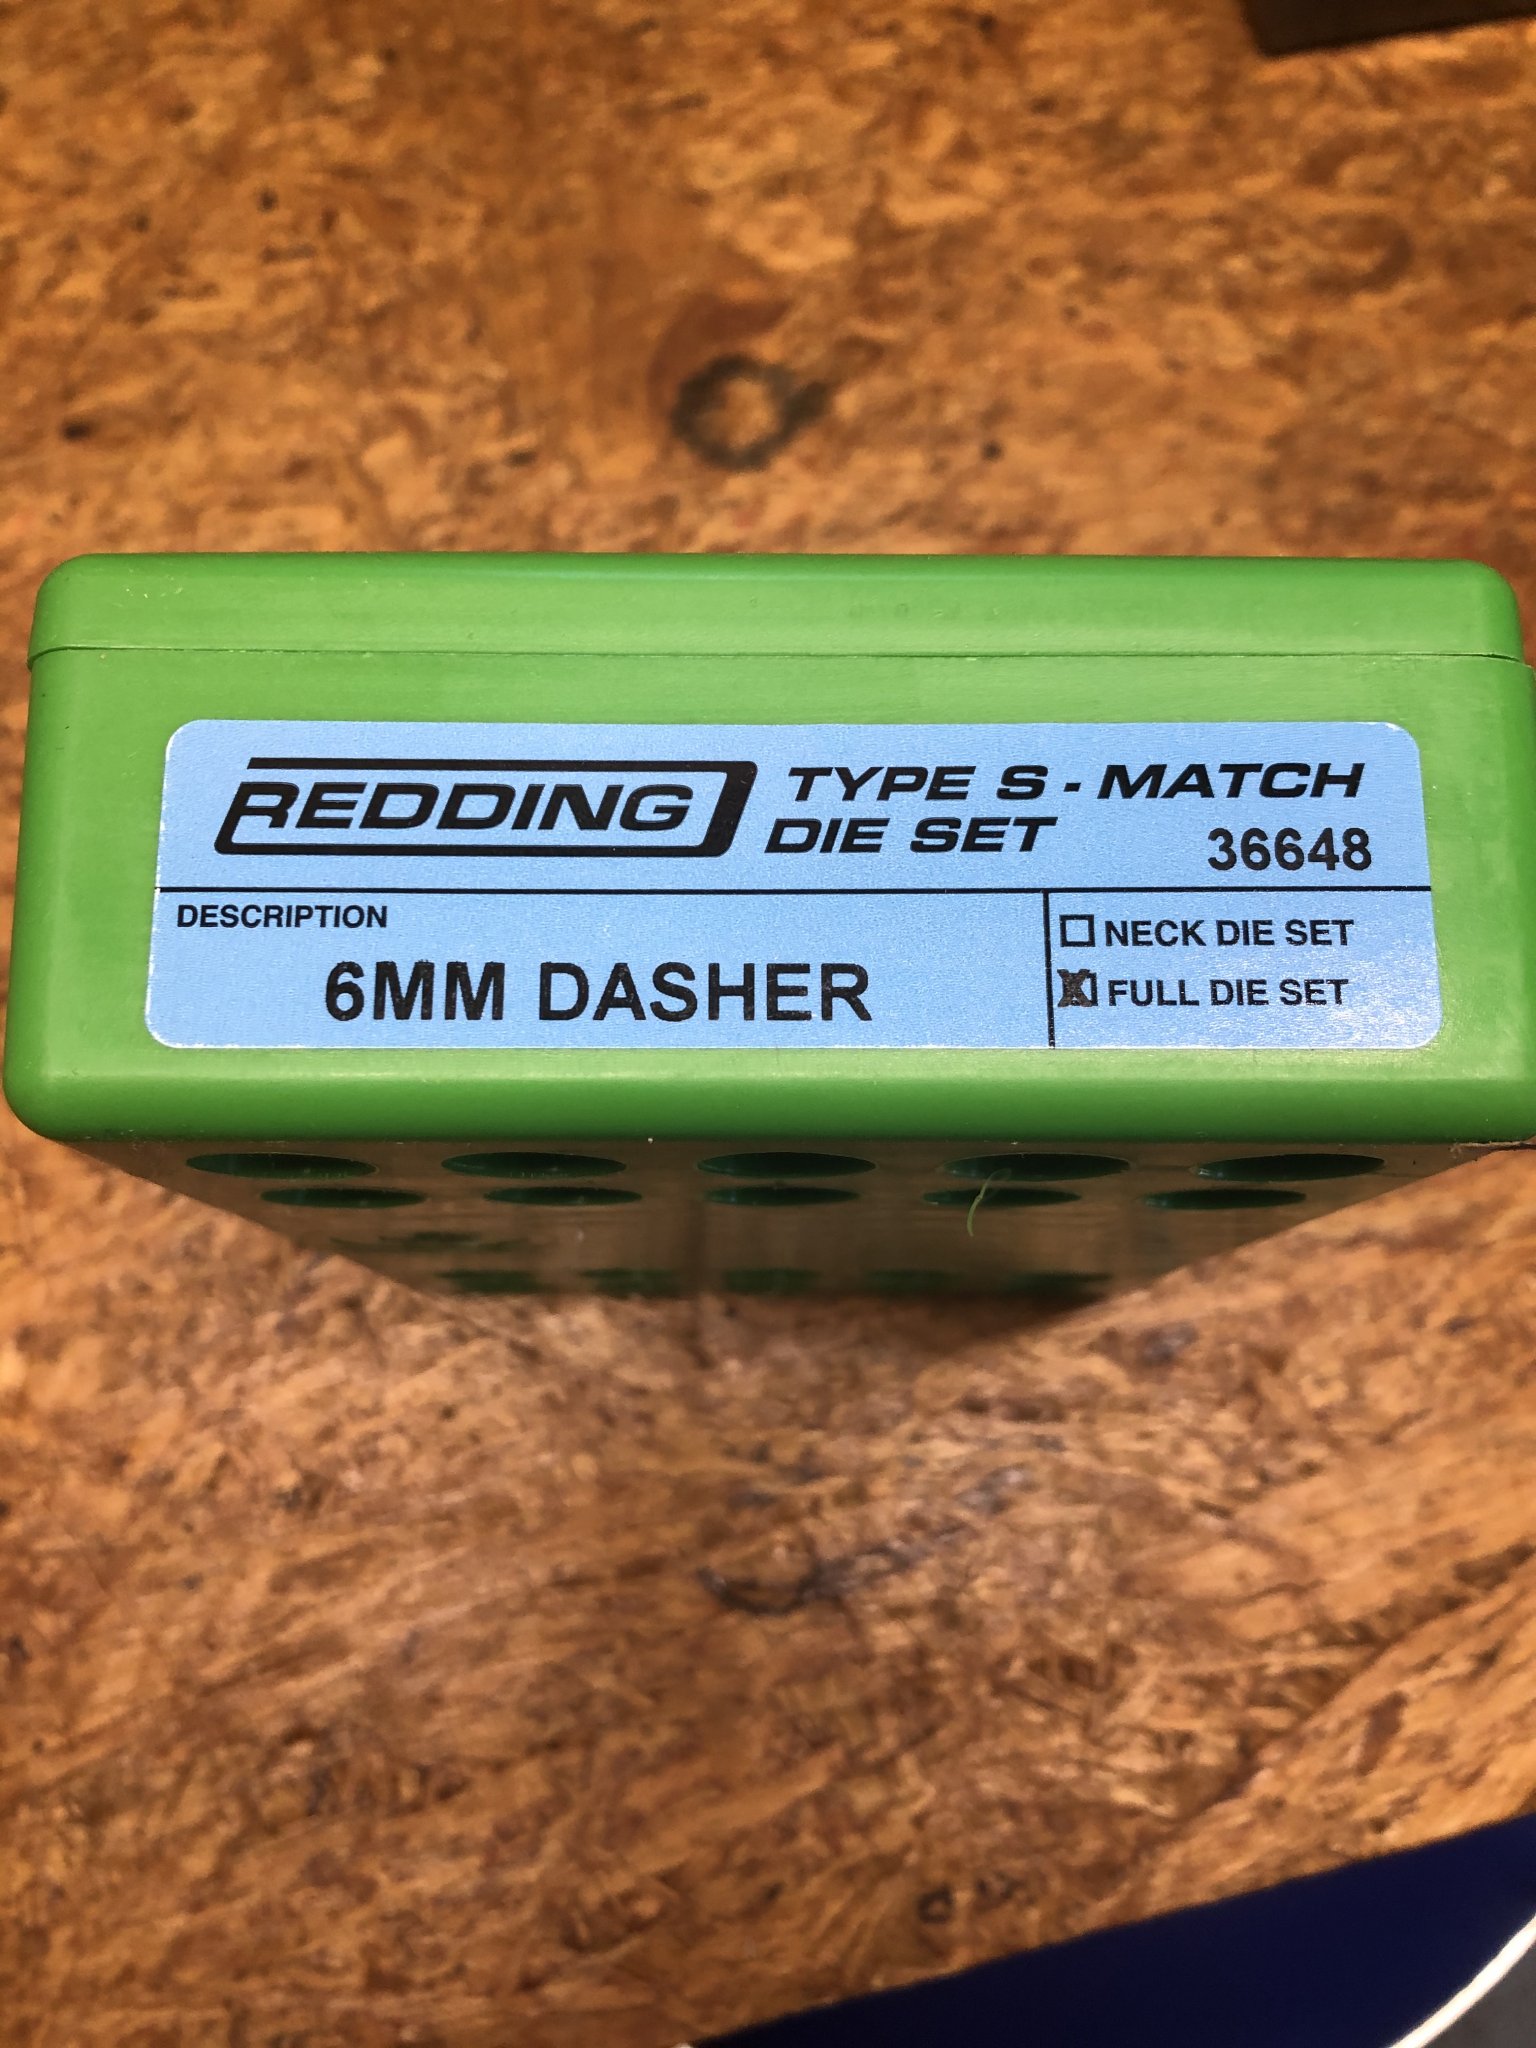 REDDING
TYPE S - MATCH
DIE SET
36648
DESCRIPTION
6MM DASHER
NECK DIE SET
FULL DIE SET